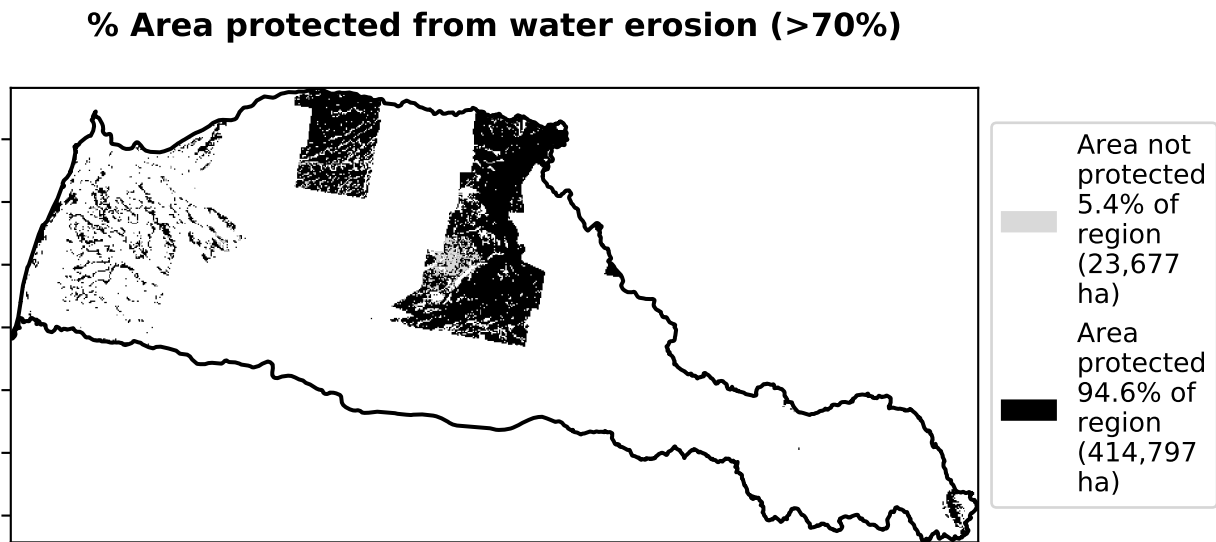 % Area protected from water erosion (>70%)
Area not
protected
5.4% of
region
(23,677
ha)
Area
protected
94.6% of
region
(414,797
ha)